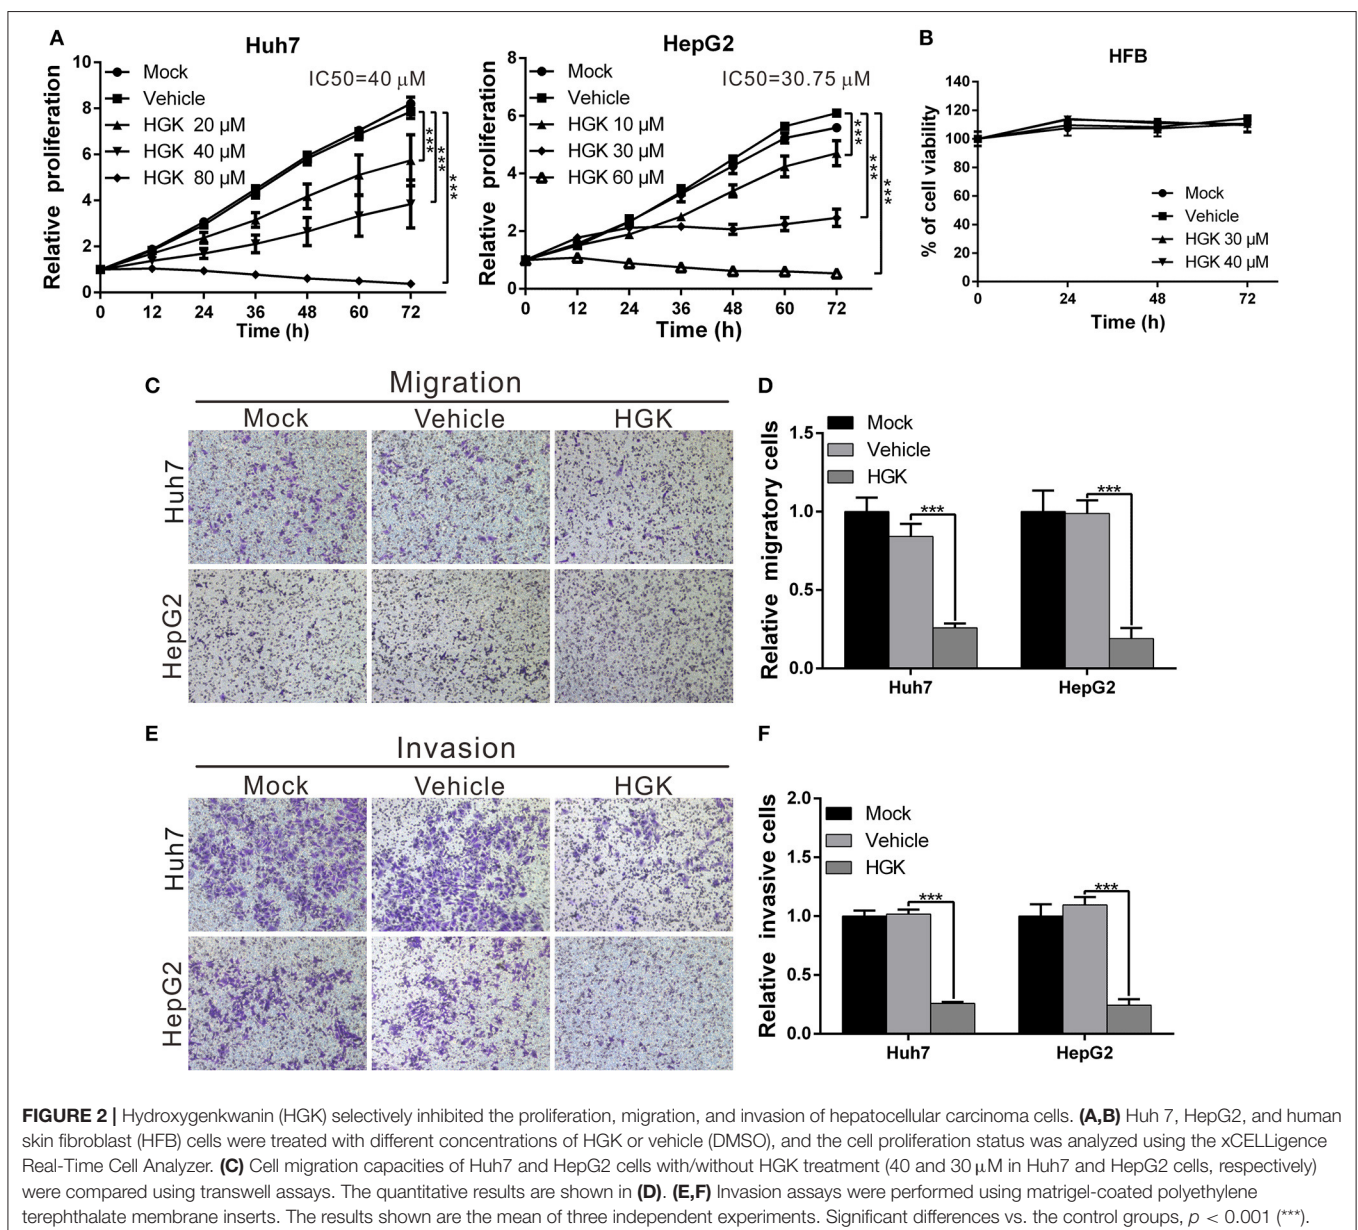 A
Huh7
Relative proliferation
10
8
6
4
2
0
Mock
Vehicle
HGK 20 µM
HGK 40 µM
HGK 80 µM
IC50=40 µM
***
***
***
0 12 24 36 48 60 72
Time (h)
HepG2
Relative proliferation
8
6
4
2
0
Mock
Vehicle
HGK 10 µM
HGK 30 µM
HGK 60 µM
IC50=30.75 µM
***
***
***
0 12 24 36 48 60 72
Time (h)
B
HFB
% of cell viability
140
120
100
80
60
40
20
0
Mock
Vehicle
HGK 30 µM
HGK 40 µM
0 24 48 72
Time (h)
C
Migration
Mock Vehicle HGK
Huh7
HepG2
D
Relative migratory cells
1.5
1.0
0.5
0.0
Mock
Vehicle
HGK
***
***
Huh7 HepG2
E
Invasion
Mock Vehicle HGK
Huh7
HepG2
F
Relative invasive cells
2.0
1.5
1.0
0.5
0.0
Mock
Vehicle
HGK
***
***
Huh7 HepG2
FIGURE 2 | Hydroxygenkwanin (HGK) selectively inhibited the proliferation, migration, and invasion of hepatocellular carcinoma cells. (A,B) Huh 7, HepG2, and human
skin fibroblast (HFB) cells were treated with different concentrations of HGK or vehicle (DMSO), and the cell proliferation status was analyzed using the xCELLigence
Real-Time Cell Analyzer. (C) Cell migration capacities of Huh7 and HepG2 cells with/without HGK treatment (40 and 30 µM in Huh7 and HepG2 cells, respectively)
were compared using transwell assays. The quantitative results are shown in (D). (E,F) Invasion assays were performed using matrigel-coated polyethylene
terephthalate membrane inserts. The results shown are the mean of three independent experiments. Significant differences vs. the control groups, p < 0.001 (***).